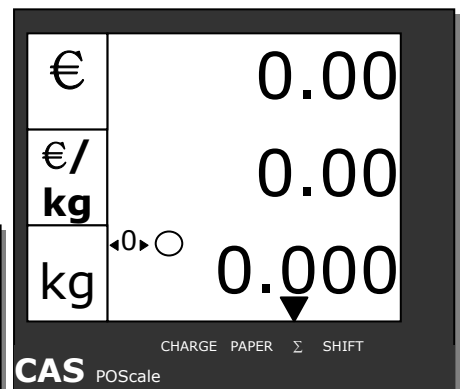 € 0.00
€/ 0.00
kg
◂0▸ ◯
kg 0.000
▼
CHARGE PAPER Σ SHIFT
CAS POScale